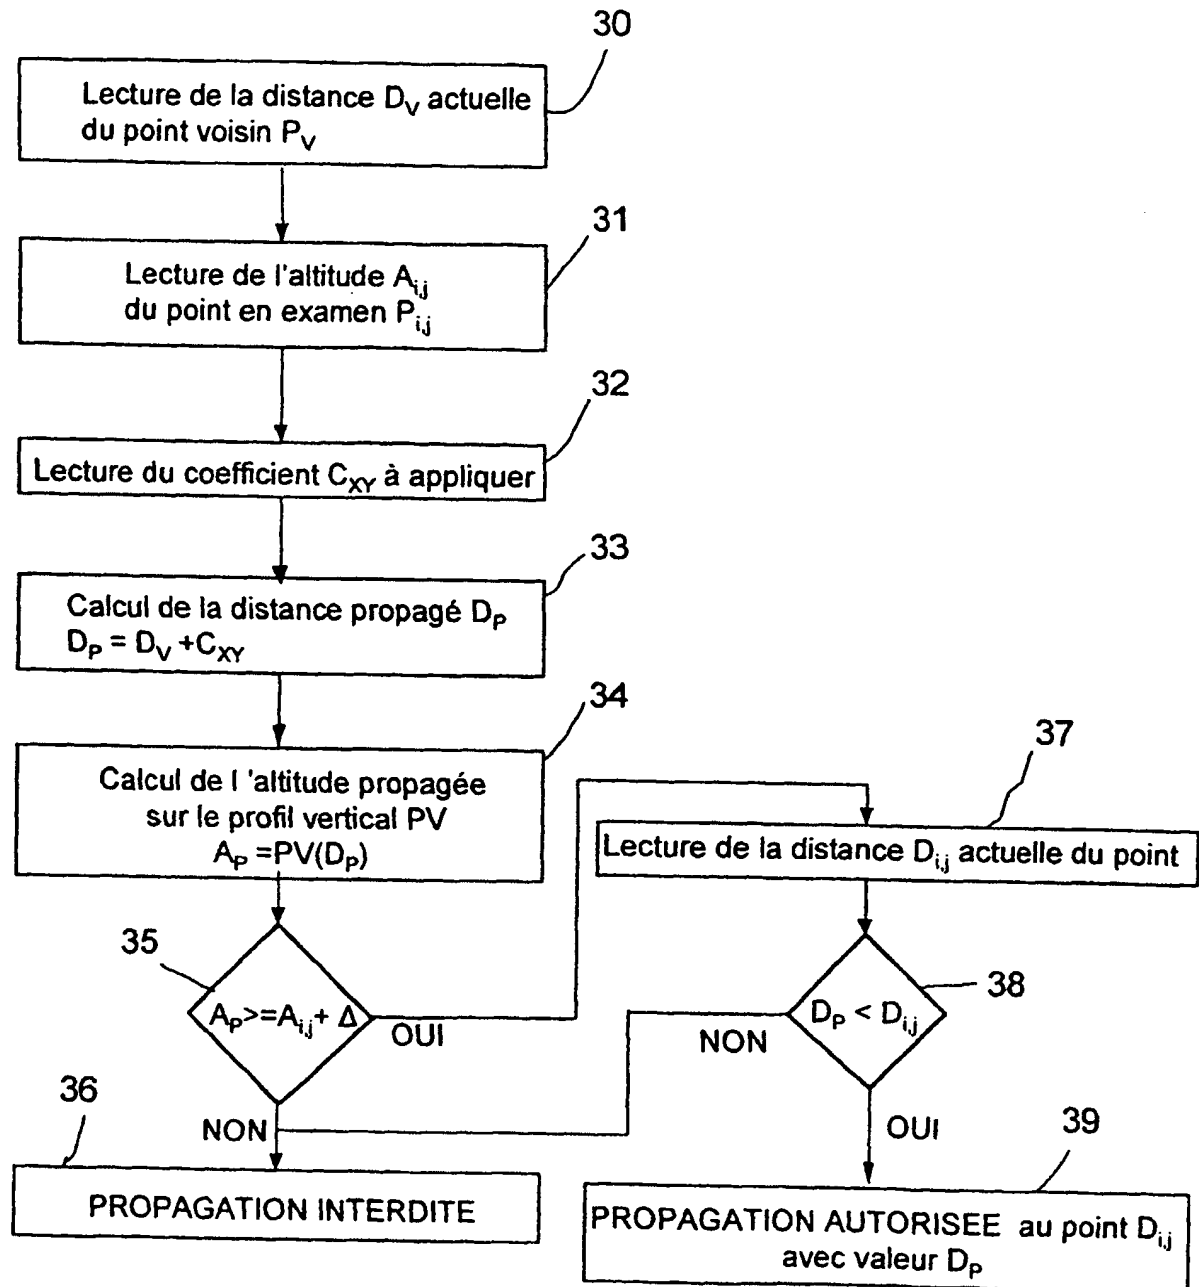 30
Lecture de la distance D_V actuelle
du point voisin P_V
31
Lecture de l'altitude A_i,j
du point en examen P_i,j
32
Lecture du coefficient C_XY à appliquer
33
Calcul de la distance propagé D_P
D_P = D_V +C_XY
34
Calcul de l 'altitude propagée
sur le profil vertical PV
A_P =PV(D_P)
35
A_P>=A_i,j+ Δ
OUI
NON
36
PROPAGATION INTERDITE
37
Lecture de la distance D_i,j actuelle du point
38
D_P < D_i,j
NON
OUI
39
PROPAGATION AUTORISEE au point D_i,j
avec valeur D_P